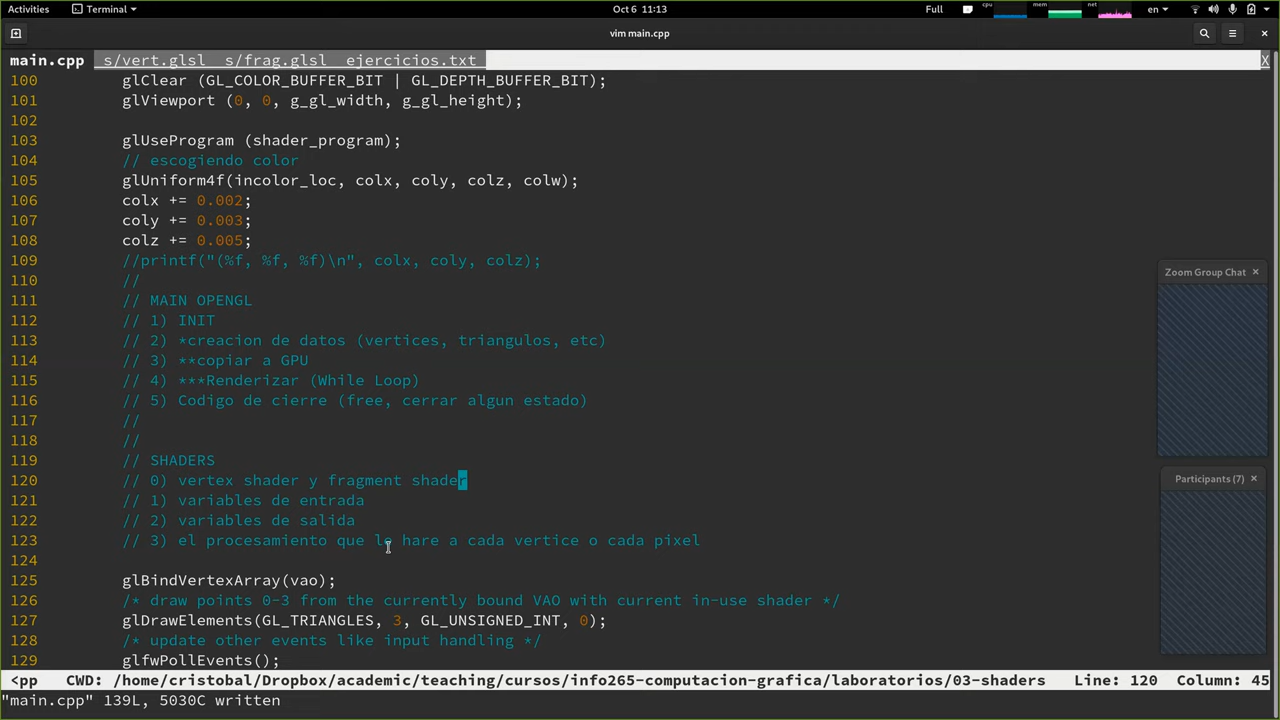 Activities Terminal Oct 6 11:13 Full cpu mem net en
vim main.cpp
main.cpp s/vert.glsl s/frag.glsl ejercicios.txt X
100 glClear (GL_COLOR_BUFFER_BIT | GL_DEPTH_BUFFER_BIT);
101 glViewport (0, 0, g_gl_width, g_gl_height);
102
103 glUseProgram (shader_program);
104 // escogiendo color
105 glUniform4f(incolor_loc, colx, coly, colz, colw);
106 colx += 0.002;
107 coly += 0.003;
108 colz += 0.005;
109 //printf("(%f, %f, %f)\n", colx, coly, colz);
110 //
111 // MAIN OPENGL
112 // 1) INIT
113 // 2) *creacion de datos (vertices, triangulos, etc)
114 // 3) **copiar a GPU
115 // 4) ***Renderizar (While Loop)
116 // 5) Codigo de cierre (free, cerrar algun estado)
117 //
118 //
119 // SHADERS
120 // 0) vertex shader y fragment shader
121 // 1) variables de entrada
122 // 2) variables de salida
123 // 3) el procesamiento que le hare a cada vertice o cada pixel
124
125 glBindVertexArray(vao);
126 /* draw points 0-3 from the currently bound VAO with current in-use shader */
127 glDrawElements(GL_TRIANGLES, 3, GL_UNSIGNED_INT, 0);
128 /* update other events like input handling */
129 glfwPollEvents();
<pp CWD: /home/cristobal/Dropbox/academic/teaching/cursos/info265-computacion-grafica/laboratorios/03-shaders Line: 120 Column: 45
"main.cpp" 139L, 5030C written
Zoom Group Chat
Participants (7)